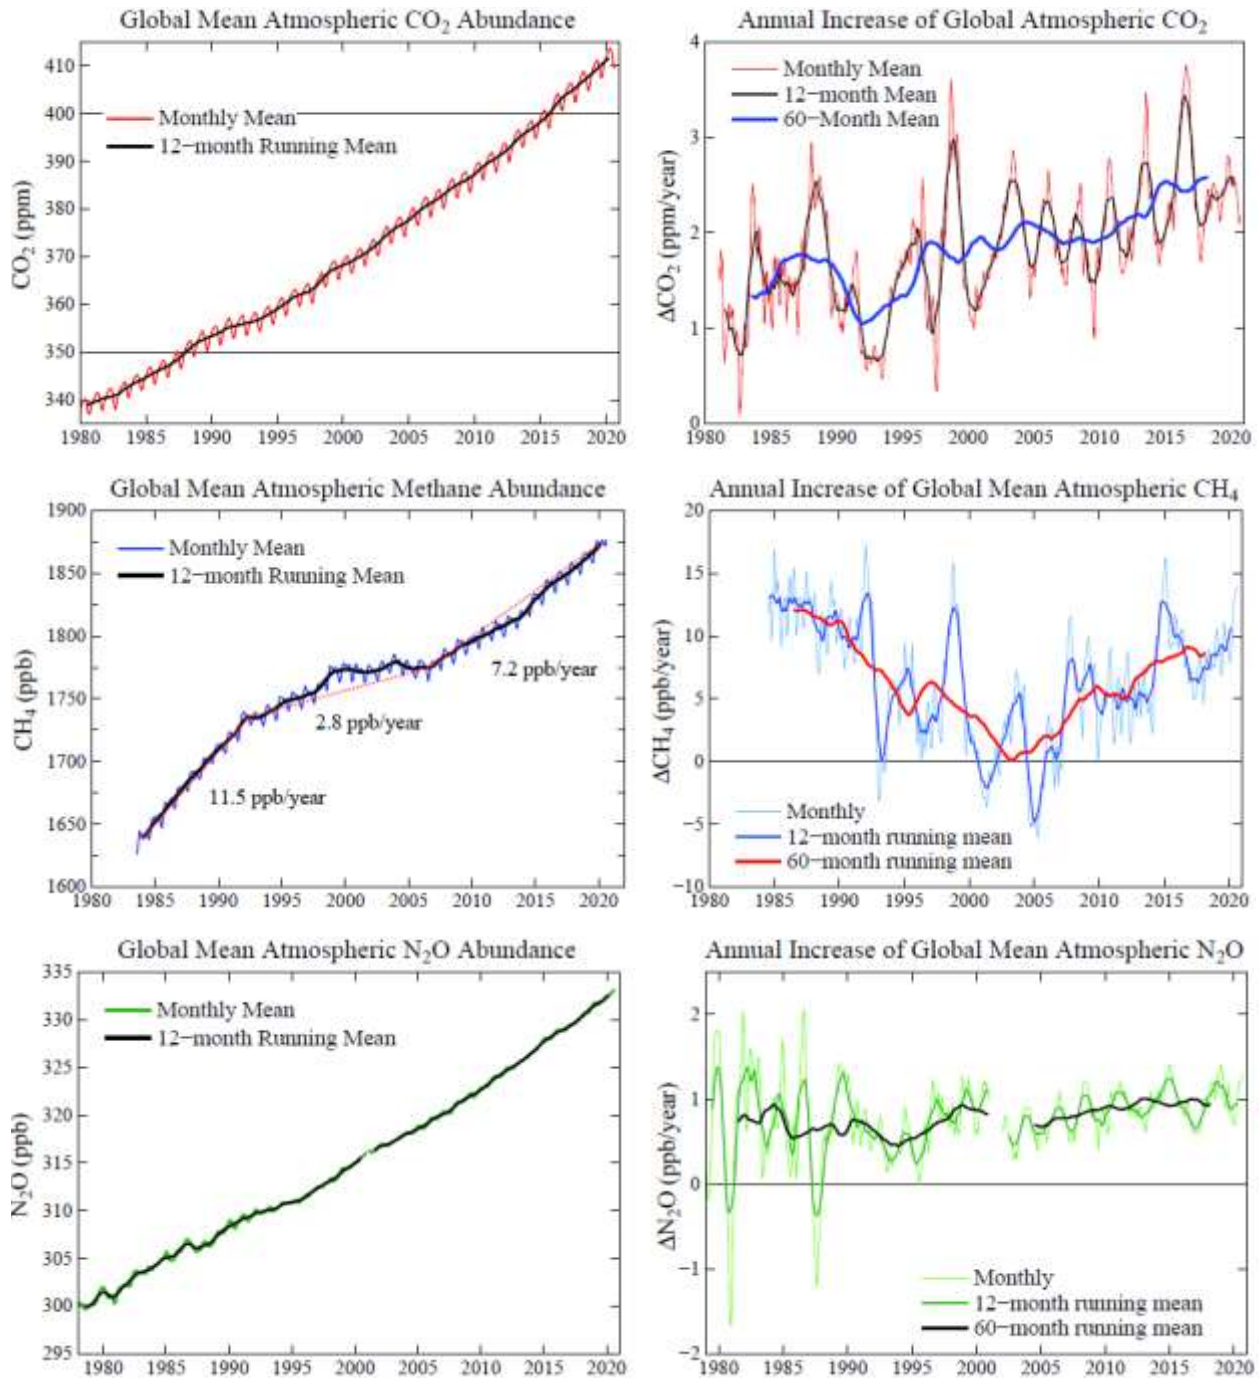 Global Mean Atmospheric CO₂ Abundance
CO₂ (ppm)
410
400
390
380
370
360
350
340
Monthly Mean
12−month Running Mean
1980 1985 1990 1995 2000 2005 2010 2015 2020
Annual Increase of Global Atmospheric CO₂
ΔCO₂ (ppm/year)
4
3
2
1
0
Monthly Mean
12−month Mean
60−Month Mean
1980 1985 1990 1995 2000 2005 2010 2015 2020
Global Mean Atmospheric Methane Abundance
CH₄ (ppb)
1900
1850
1800
1750
1700
1650
1600
Monthly Mean
12−month Running Mean
7.2 ppb/year
2.8 ppb/year
11.5 ppb/year
1980 1985 1990 1995 2000 2005 2010 2015 2020
Annual Increase of Global Mean Atmospheric CH₄
ΔCH₄ (ppb/year)
20
15
10
5
0
−5
−10
Monthly
12−month running mean
60−month running mean
1980 1985 1990 1995 2000 2005 2010 2015 2020
Global Mean Atmospheric N₂O Abundance
N₂O (ppb)
335
330
325
320
315
310
305
300
295
Monthly Mean
12−month Running Mean
1980 1985 1990 1995 2000 2005 2010 2015 2020
Annual Increase of Global Mean Atmospheric N₂O
ΔN₂O (ppb/year)
2
1
0
−1
−2
Monthly
12−month running mean
60−month running mean
1980 1985 1990 1995 2000 2005 2010 2015 2020